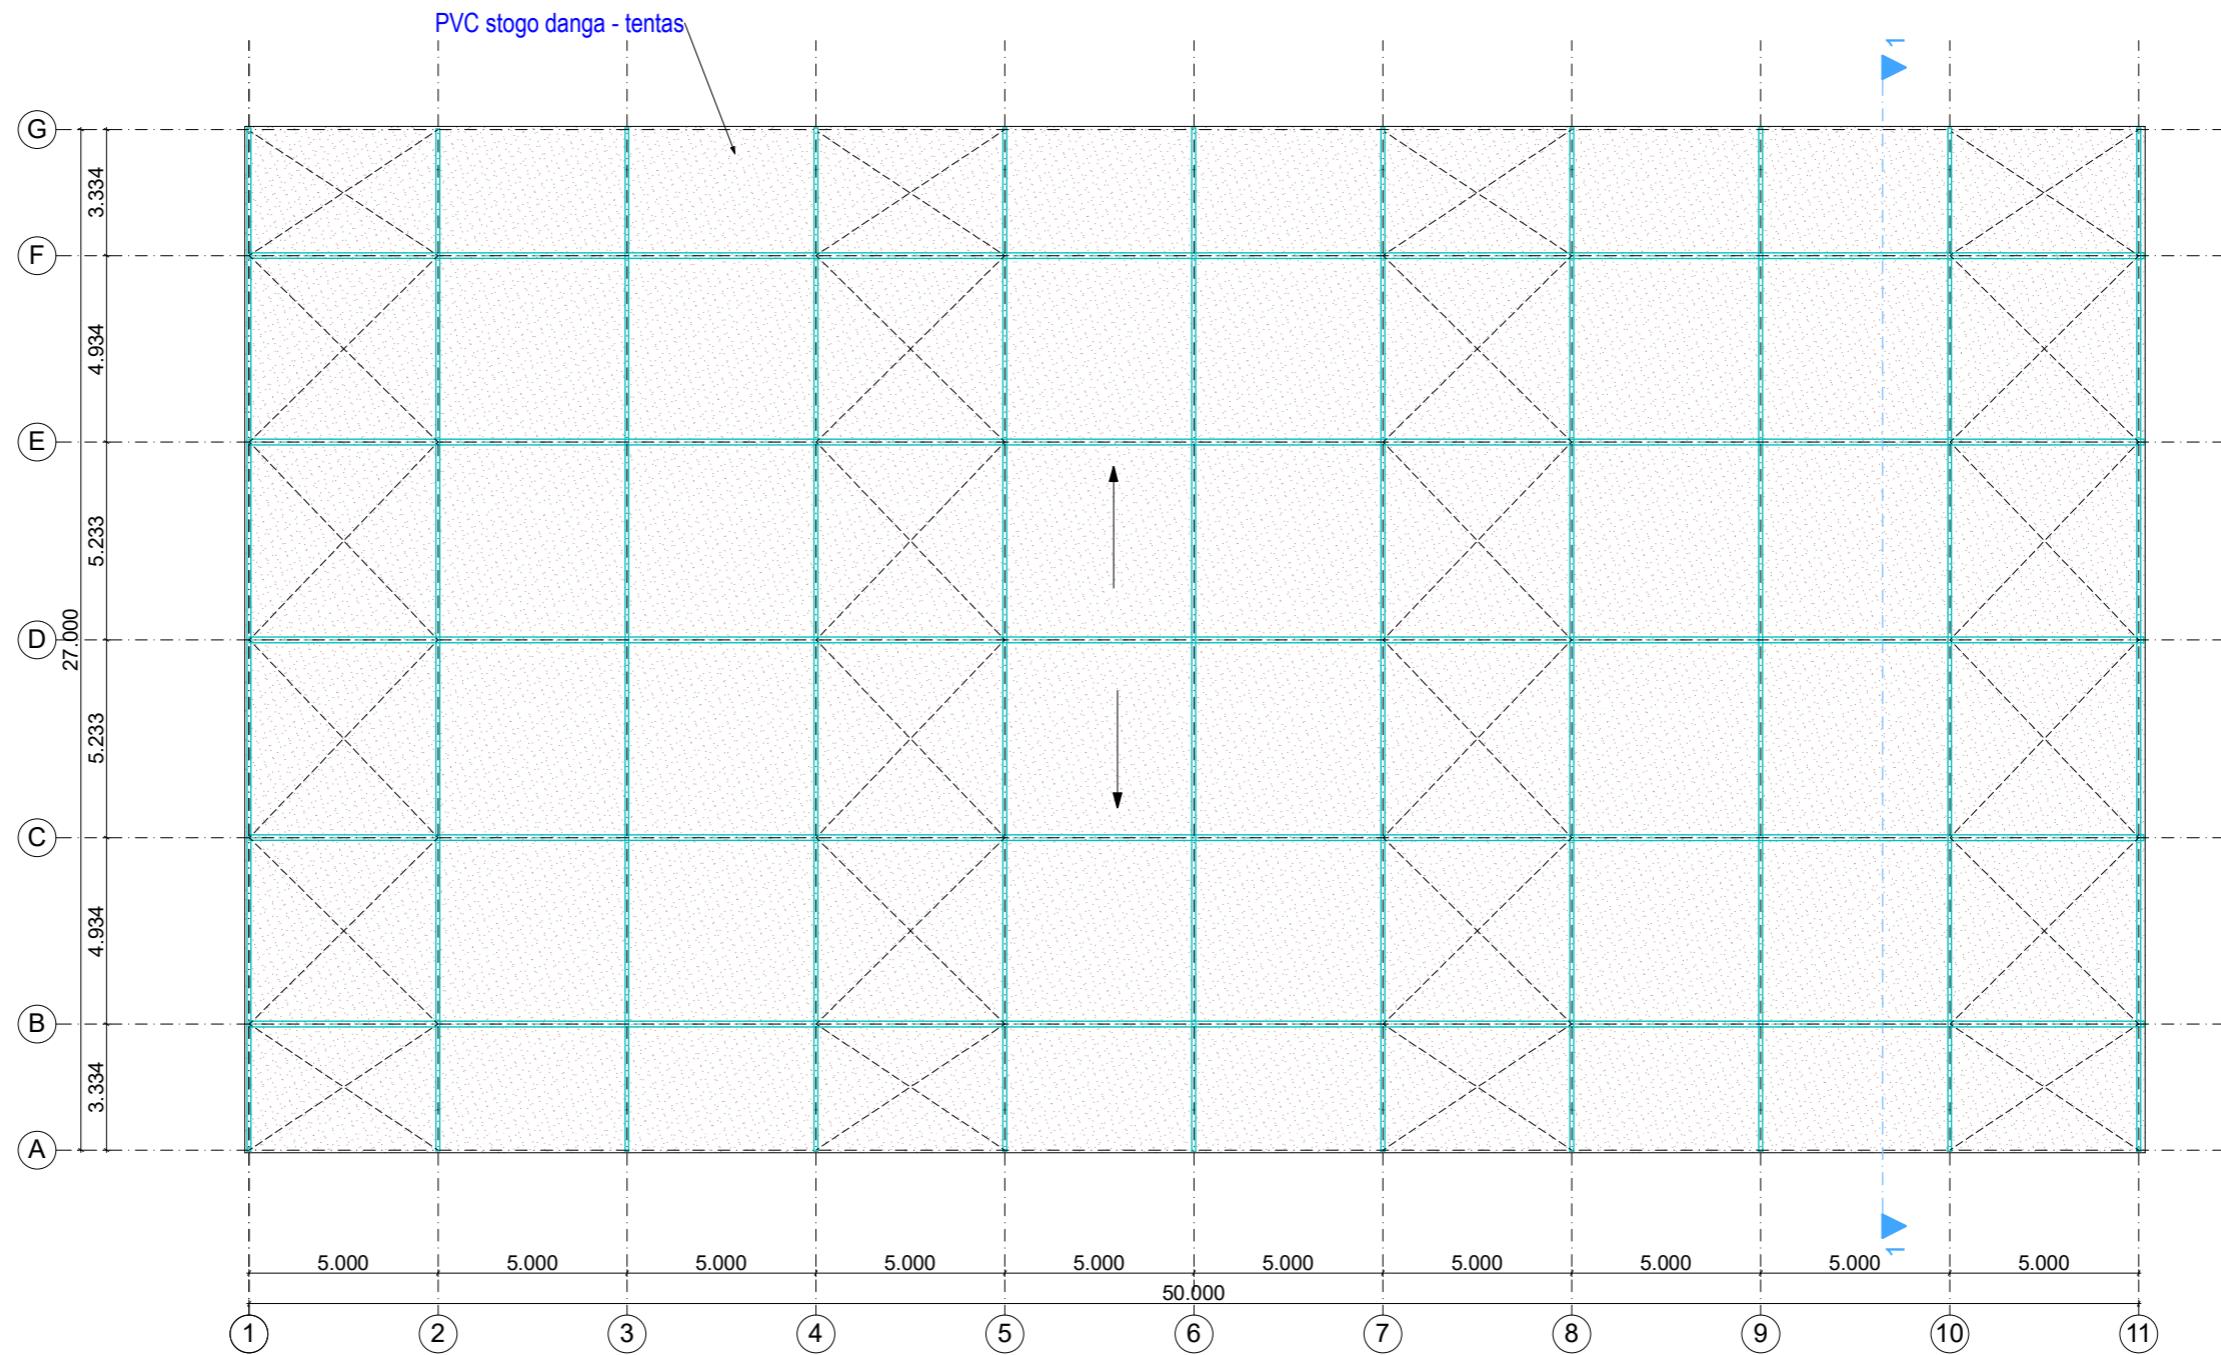 PVC stogo danga - tentas
1
G
3.334
F
4.934
E
5.233
D
27.000
5.233
C
4.934
B
3.334
A
1
5.000 5.000 5.000 5.000 5.000 5.000 5.000 5.000 5.000 5.000
50.000
1 2 3 4 5 6 7 8 9 10 11